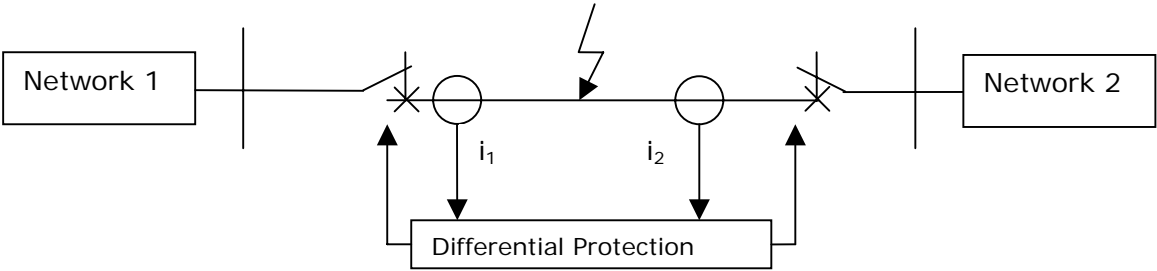 Network 1
Network 2
i₁
i₂
Differential Protection